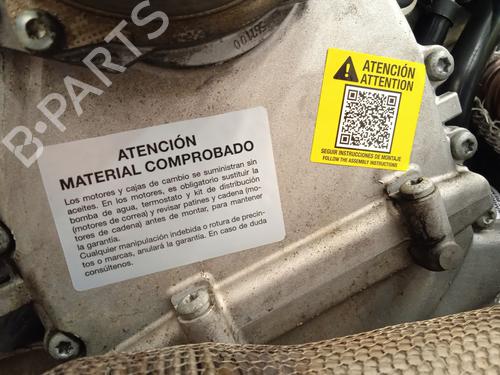 001295
B-PARTS
ATENCIÓN
ATTENTION
SEGUIR INSTRUCCIONES DE MONTAJE
FOLLOW THE ASSEMBLY INSTRUCTIONS
ATENCIÓN
MATERIAL COMPROBADO
Los motores y cajas de cambio se suministran sin
aceites. En los motores, es obligatorio sustituir la
bomba de agua, termostato y kit de distribución
(motores de correa) y revisar patines y cadena (mo-
tores de cadena) antes de montar, para mantener
la garantía.
Cualquier manipulación indebida o rotura de precin-
tos o marcas, anulará la garantía. En caso de duda
consúltenos.